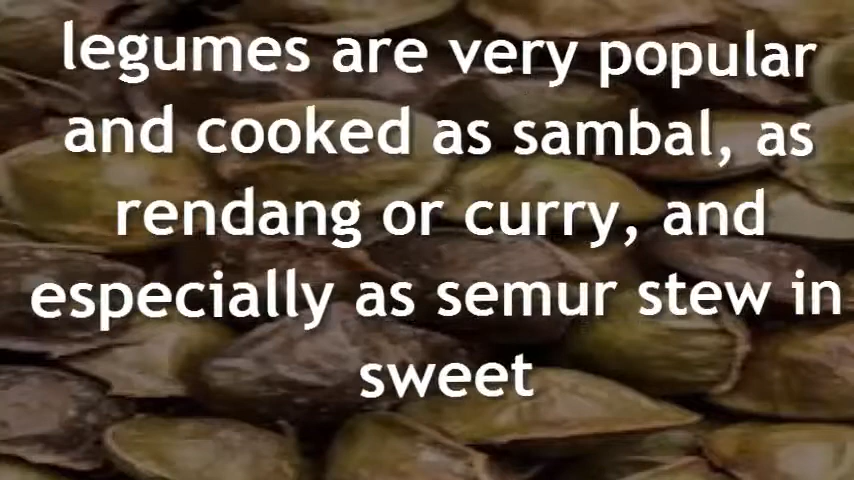 legumes are very popular
and cooked as sambal, as
rendang or curry, and
especially as semur stew in
sweet